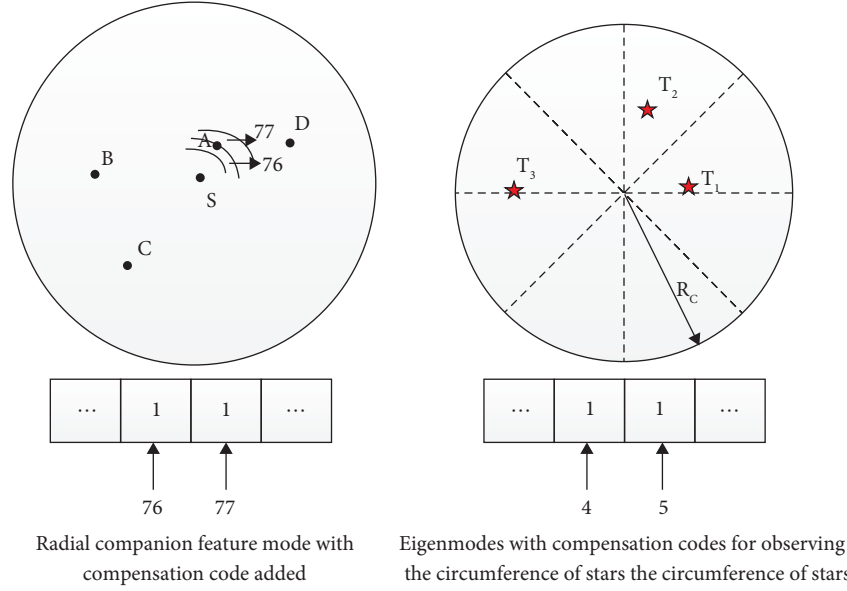 A
77
D
76
B
S
C
T2
T3
T1
RC
... 1 1 ...
76 77
Radial companion feature mode with
compensation code added
... 1 1 ...
4 5
Eigenmodes with compensation codes for observing
the circumference of stars the circumference of stars